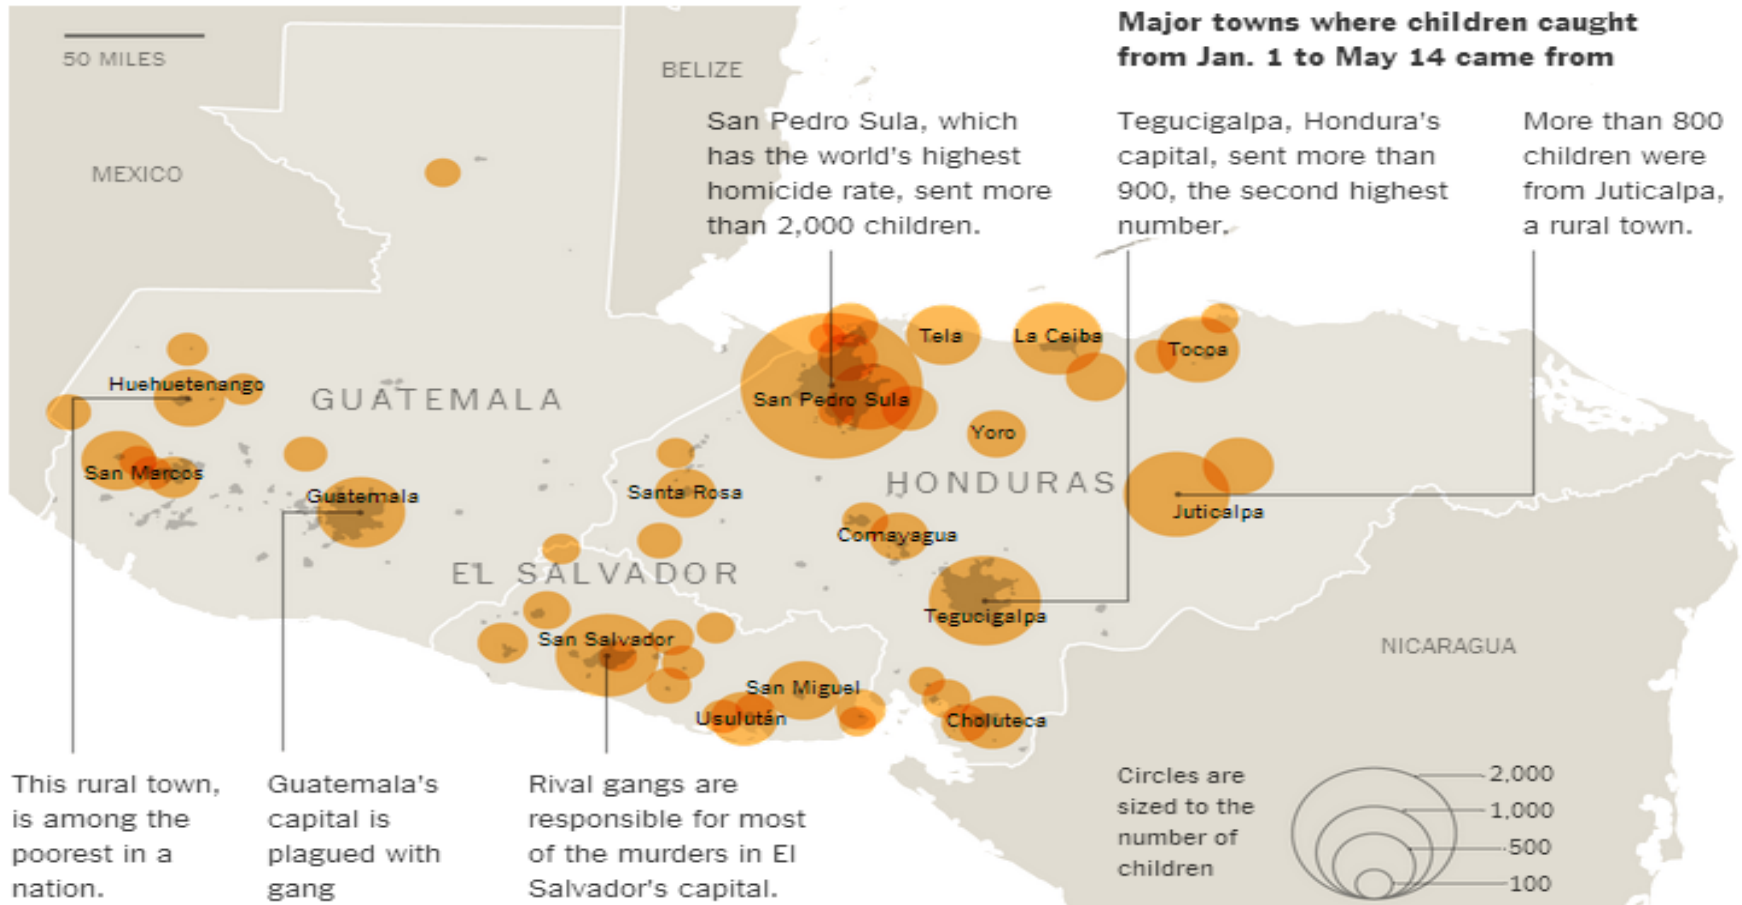 Major towns where children caught
from Jan. 1 to May 14 came from
50 MILES
BELIZE
MEXICO
San Pedro Sula, which
has the world's highest
homicide rate, sent more
than 2,000 children.
Tegucigalpa, Hondura's
capital, sent more than
900, the second highest
number.
More than 800
children were
from Juticalpa,
a rural town.
Tela
La Ceiba
Tocoa
Huehuetenango
GUATEMALA
San Pedro Sula
Yoro
San Marcos
Guatemala
Santa Rosa
HONDURAS
Juticalpa
Comayagua
EL SALVADOR
Tegucigalpa
San Salvador
NICARAGUA
San Miguel
Usulután
Choluteca
This rural town,
is among the
poorest in a
nation.
Guatemala's
capital is
plagued with
gang
Rival gangs are
responsible for most
of the murders in El
Salvador's capital.
Circles are
sized to the
number of
children
2,000
1,000
500
100